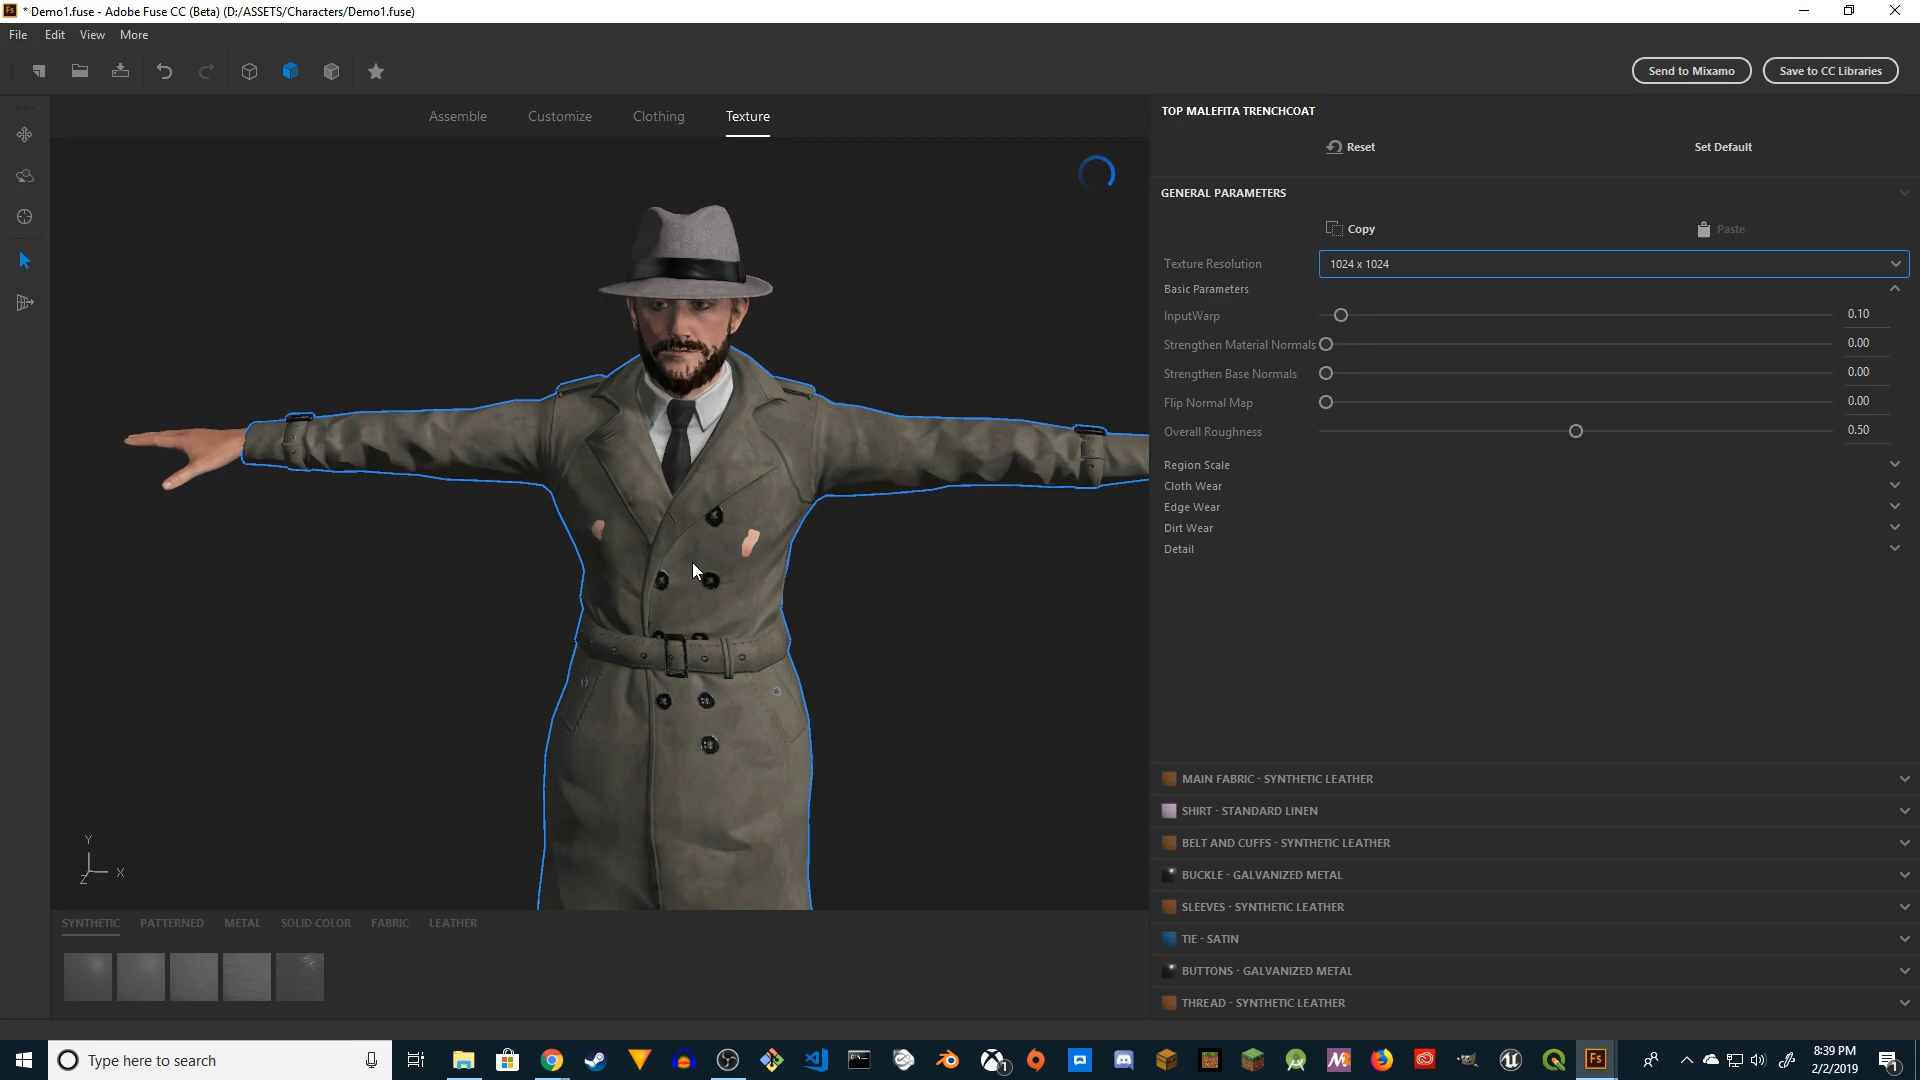 Fs * Demo1.fuse - Adobe Fuse CC (Beta) (D:/ASSETS/Characters/Demo1.fuse)
File Edit View More
Send to Mixamo Save to CC Libraries
Assemble Customize Clothing Texture
TOP MALEFITA TRENCHCOAT
Reset Set Default
GENERAL PARAMETERS
Copy Paste
Texture Resolution 1024 x 1024
Basic Parameters
InputWarp 0.10
Strengthen Material Normals 0.00
Strengthen Base Normals 0.00
Flip Normal Map 0.00
Overall Roughness 0.50
Region Scale
Cloth Wear
Edge Wear
Dirt Wear
Detail
MAIN FABRIC - SYNTHETIC LEATHER
SHIRT - STANDARD LINEN
BELT AND CUFFS - SYNTHETIC LEATHER
BUCKLE - GALVANIZED METAL
SLEEVES - SYNTHETIC LEATHER
TIE - SATIN
BUTTONS - GALVANIZED METAL
THREAD - SYNTHETIC LEATHER
Y
Z X
SYNTHETIC PATTERNED METAL SOLID COLOR FABRIC LEATHER
Type here to search
1
Fs
8:39 PM
2/2/2019
1